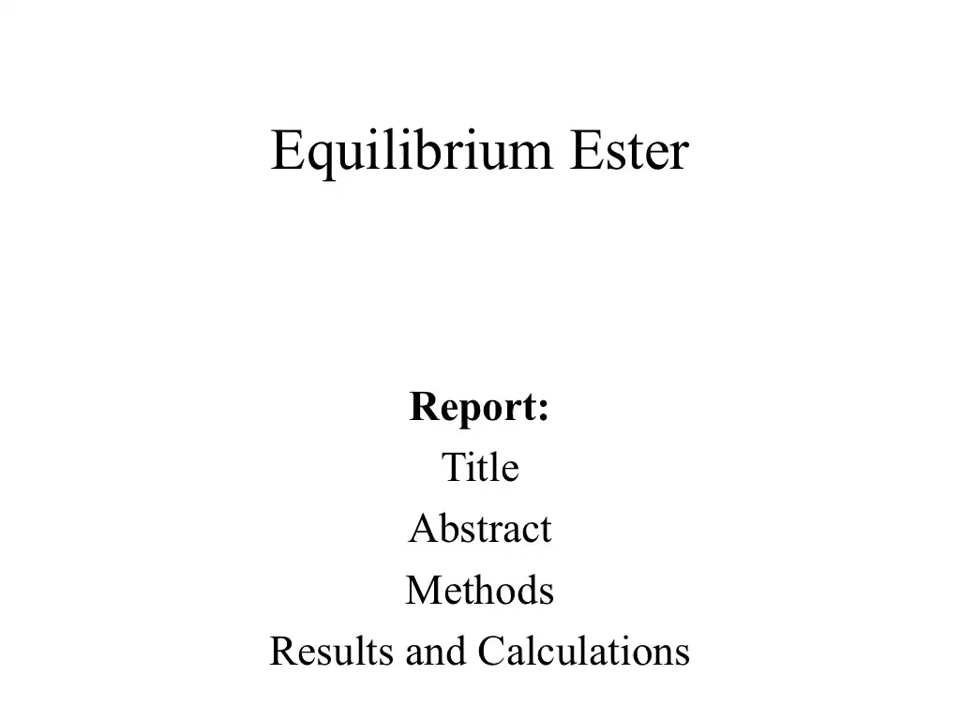 Equilibrium Ester
Report:
Title
Abstract
Methods
Results and Calculations